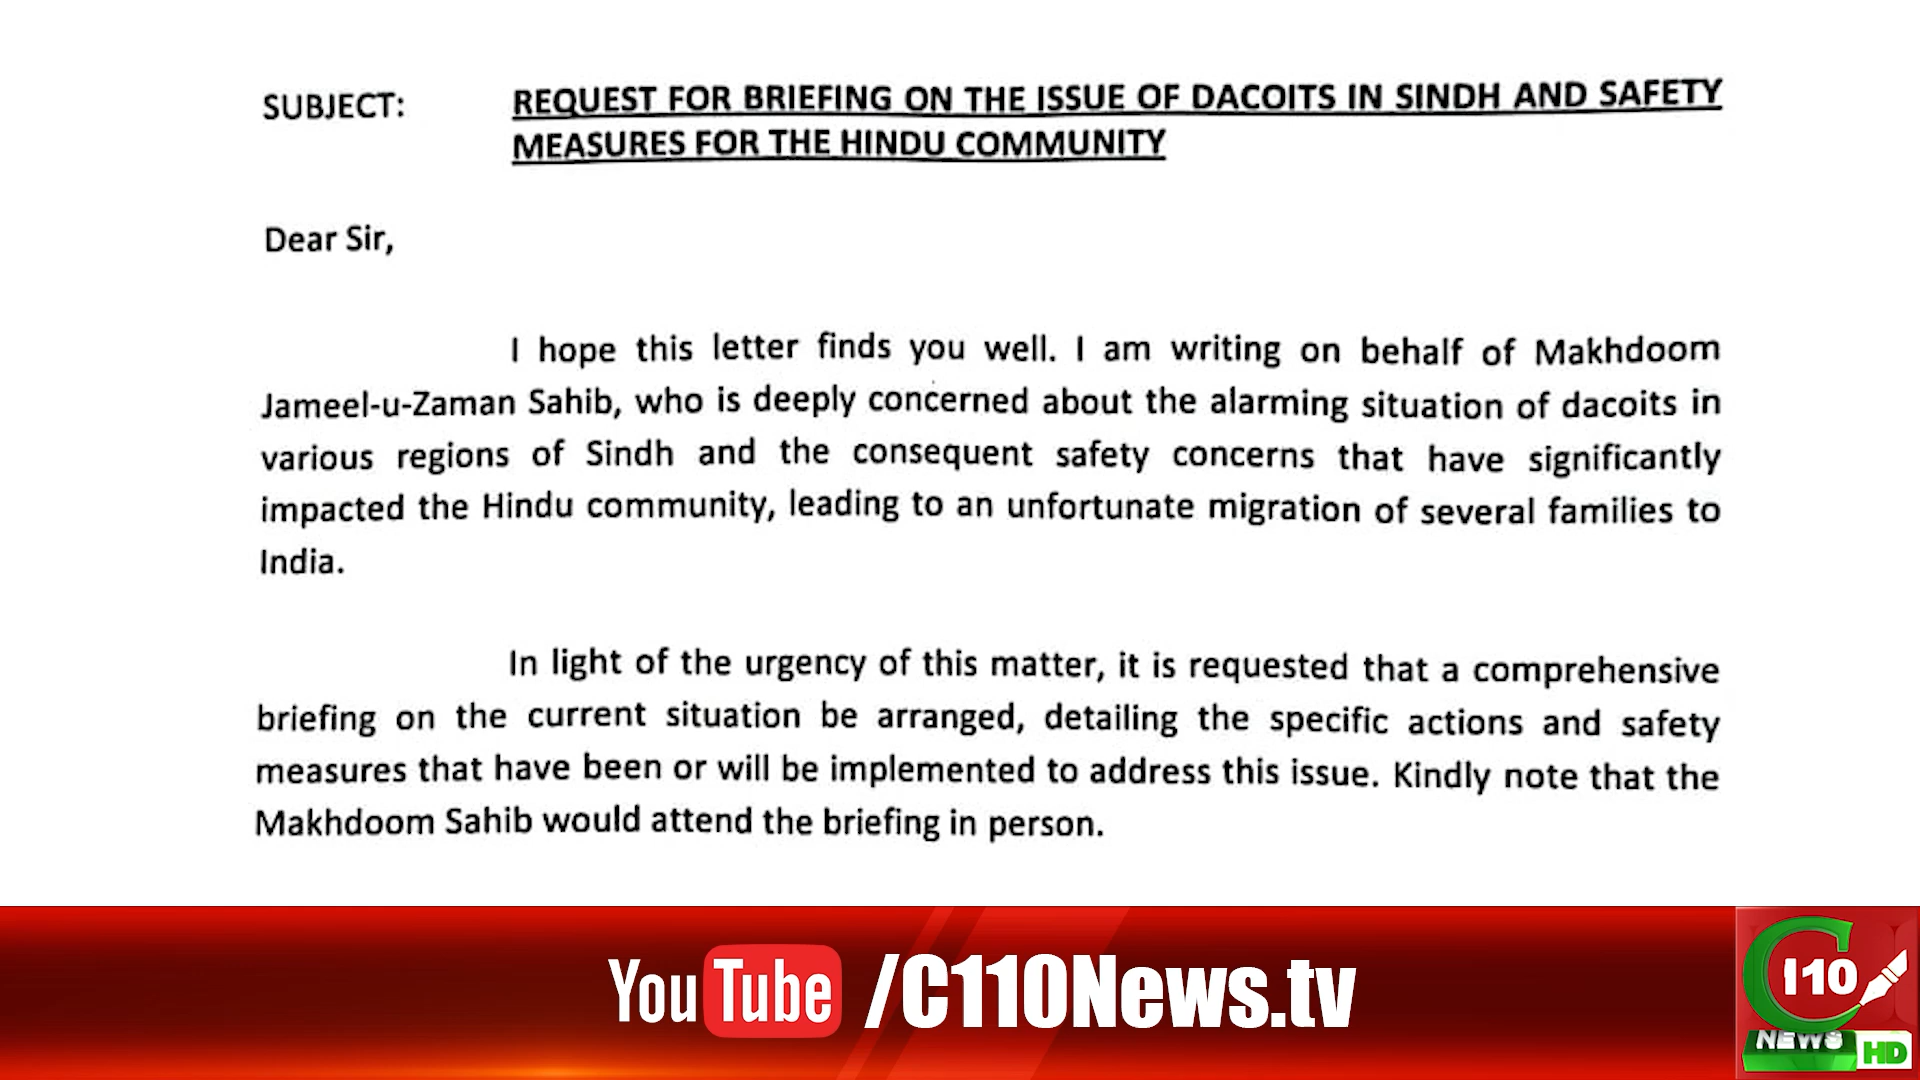 SUBJECT: REQUEST FOR BRIEFING ON THE ISSUE OF DACOITS IN SINDH AND SAFETY
MEASURES FOR THE HINDU COMMUNITY
Dear Sir,
I hope this letter finds you well. I am writing on behalf of Makhdoom
Jameel-u-Zaman Sahib, who is deeply concerned about the alarming situation of dacoits in
various regions of Sindh and the consequent safety concerns that have significantly
impacted the Hindu community, leading to an unfortunate migration of several families to
India.
In light of the urgency of this matter, it is requested that a comprehensive
briefing on the current situation be arranged, detailing the specific actions and safety
measures that have been or will be implemented to address this issue. Kindly note that the
Makhdoom Sahib would attend the briefing in person.
YouTube /C110News.tv
C 110
NEWS HD